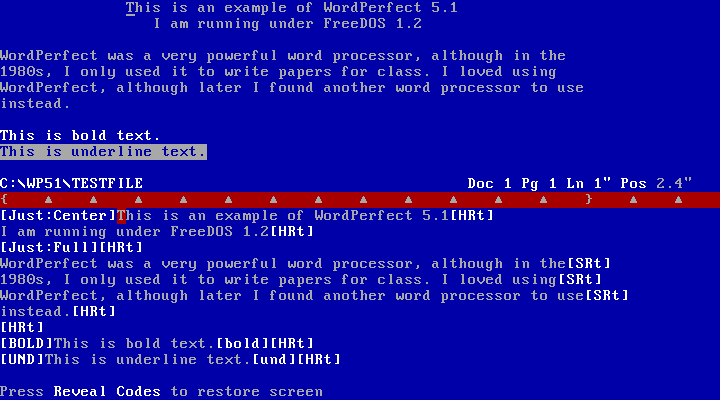 This is an example of WordPerfect 5.1
I am running under FreeDOS 1.2
WordPerfect was a very powerful word processor, although in the
1980s, I only used it to write papers for class. I loved using
WordPerfect, although later I found another word processor to use
instead.
This is bold text.
This is underline text.
C:\WP51\TESTFILE Doc 1 Pg 1 Ln 1" Pos 2.4"
{ ▲ ▲ ▲ ▲ ▲ ▲ ▲ ▲ ▲ ▲ ▲ ▲ } ▲ ▲
[Just:Center]This is an example of WordPerfect 5.1[HRt]
I am running under FreeDOS 1.2[HRt]
[Just:Full][HRt]
WordPerfect was a very powerful word processor, although in the[SRt]
1980s, I only used it to write papers for class. I loved using[SRt]
WordPerfect, although later I found another word processor to use[SRt]
instead.[HRt]
[HRt]
[BOLD]This is bold text.[bold][HRt]
[UND]This is underline text.[und][HRt]
Press Reveal Codes to restore screen